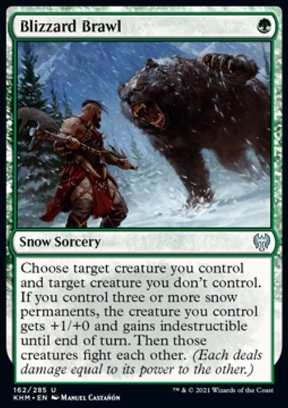 Blizzard Brawl
Snow Sorcery
Choose target creature you control
and target creature you don't control.
If you control three or more snow
permanents, the creature you control
gets +1/+0 and gains indestructible
until end of turn. Then those
creatures fight each other. (Each deals
damage equal to its power to the other.)
162/285 U
KHM • EN Manuel Castañón
™ & © 2021 Wizards of the Coast